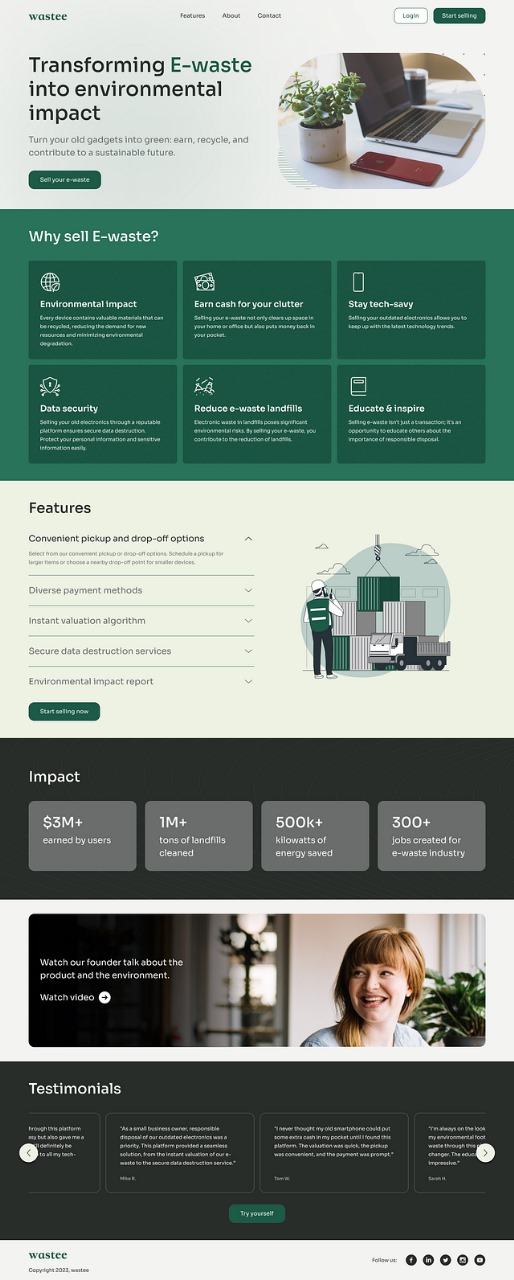 wastee
Features
About
Contact
Login
Start selling
Transforming E-waste
into environmental
impact
Turn your old gadgets into green: earn, recycle, and
contribute to a sustainable future.
Sell your e-waste
Why sell E-waste?
Environmental impact
Every device contains valuable materials that can
be recycled, reducing the demand for new
resources and minimizing environmental
degradation.
Earn cash for your clutter
Selling your e-waste not only clears up space in
your home or office but also puts money back in
your pocket.
Stay tech-savy
Selling your outdated electronics allows you to
keep up with the latest technology trends.
Data security
Selling your old electronics through a reputable
platform ensures secure data destruction.
Protect your personal information and sensitive
information easily.
Reduce e-waste landfills
Electronic waste in landfills poses significant
environmental risks. By selling your e-waste, you
contribute to the reduction of landfills.
Educate & inspire
Selling e-waste isn't just a transaction; it's an
opportunity to educate others about the
importance of responsible disposal.
Features
Convenient pickup and drop-off options
Select from our convenient pickup or drop-off options. Schedule a pickup for
larger items or choose a nearby drop-off point for smaller devices.
Diverse payment methods
Instant valuation algorithm
Secure data destruction services
Environmental impact report
Start selling now
Impact
$3M+
earned by users
1M+
tons of landfills
cleaned
500k+
kilowatts of
energy saved
300+
jobs created for
e-waste industry
Watch our founder talk about the
product and the environment.
Watch video
Testimonials
hrough this platform
sy but also gave me a
'll definitely be
to all my tech-
"As a small business owner, responsible
disposal of our outdated electronics was a
priority. This platform provided a seamless
solution, from the instant valuation of our e-
waste to the secure data destruction service."
Mike R.
"I never thought my old smartphone could put
some extra cash in my pocket until I found this
platform. The valuation was quick, the pickup
was convenient, and the payment was prompt."
Tom W.
"I'm always on the look
my environmental foot
waste through this p
changer. The educa
impressive."
Sarah H.
Try yourself
wastee
Copyright 2023, wastee
Follow us: